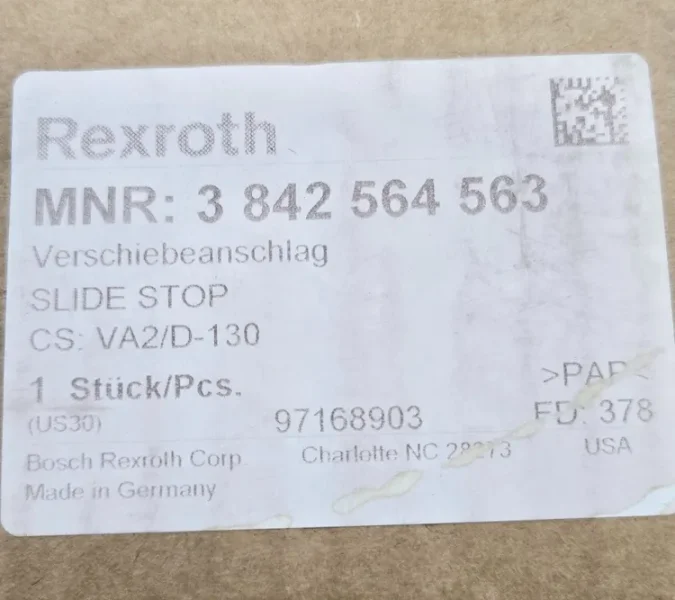 Rexroth
MNR: 3 842 564 563
Verschiebeanschlag
SLIDE STOP
CS: VA2/D-130
1 Stück/Pcs. >PAP<
(US30) 97168903 FD: 378
Bosch Rexroth Corp. Charlotte NC USA
Made in Germany